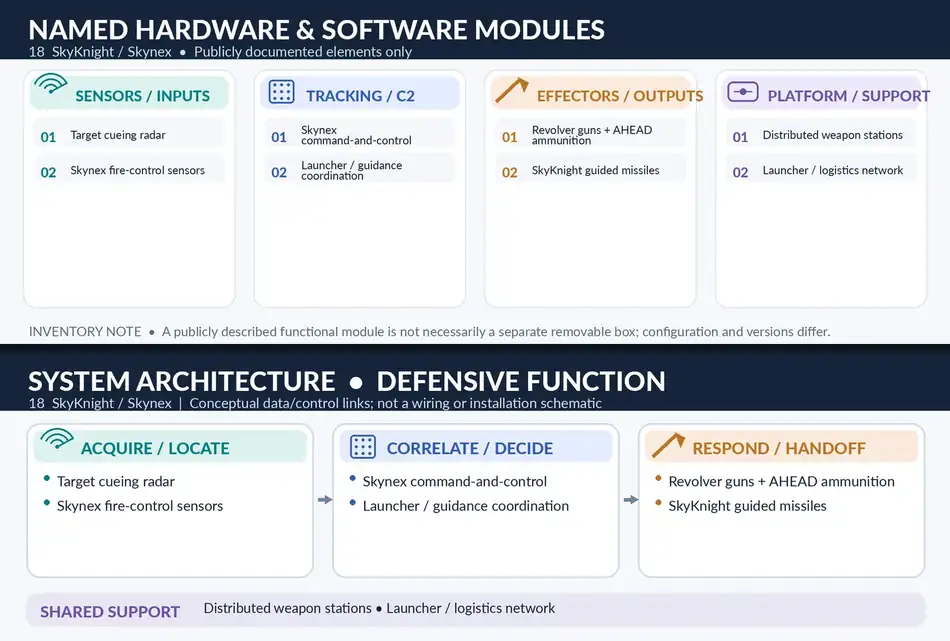 NAMED HARDWARE & SOFTWARE MODULES
18 SkyKnight / Skynex • Publicly documented elements only
SENSORS / INPUTS
01 Target cueing radar
02 Skynex fire-control sensors
TRACKING / C2
01 Skynex
command-and-control
02 Launcher / guidance
coordination
EFFECTORS / OUTPUTS
01 Revolver guns + AHEAD
ammunition
02 SkyKnight guided missiles
PLATFORM / SUPPORT
01 Distributed weapon stations
02 Launcher / logistics network
INVENTORY NOTE • A publicly described functional module is not necessarily a separate removable box; configuration and versions differ.
SYSTEM ARCHITECTURE • DEFENSIVE FUNCTION
18 SkyKnight / Skynex | Conceptual data/control links; not a wiring or installation schematic
ACQUIRE / LOCATE
• Target cueing radar
• Skynex fire-control sensors
CORRELATE / DECIDE
• Skynex command-and-control
• Launcher / guidance coordination
RESPOND / HANDOFF
• Revolver guns + AHEAD ammunition
• SkyKnight guided missiles
SHARED SUPPORT Distributed weapon stations • Launcher / logistics network